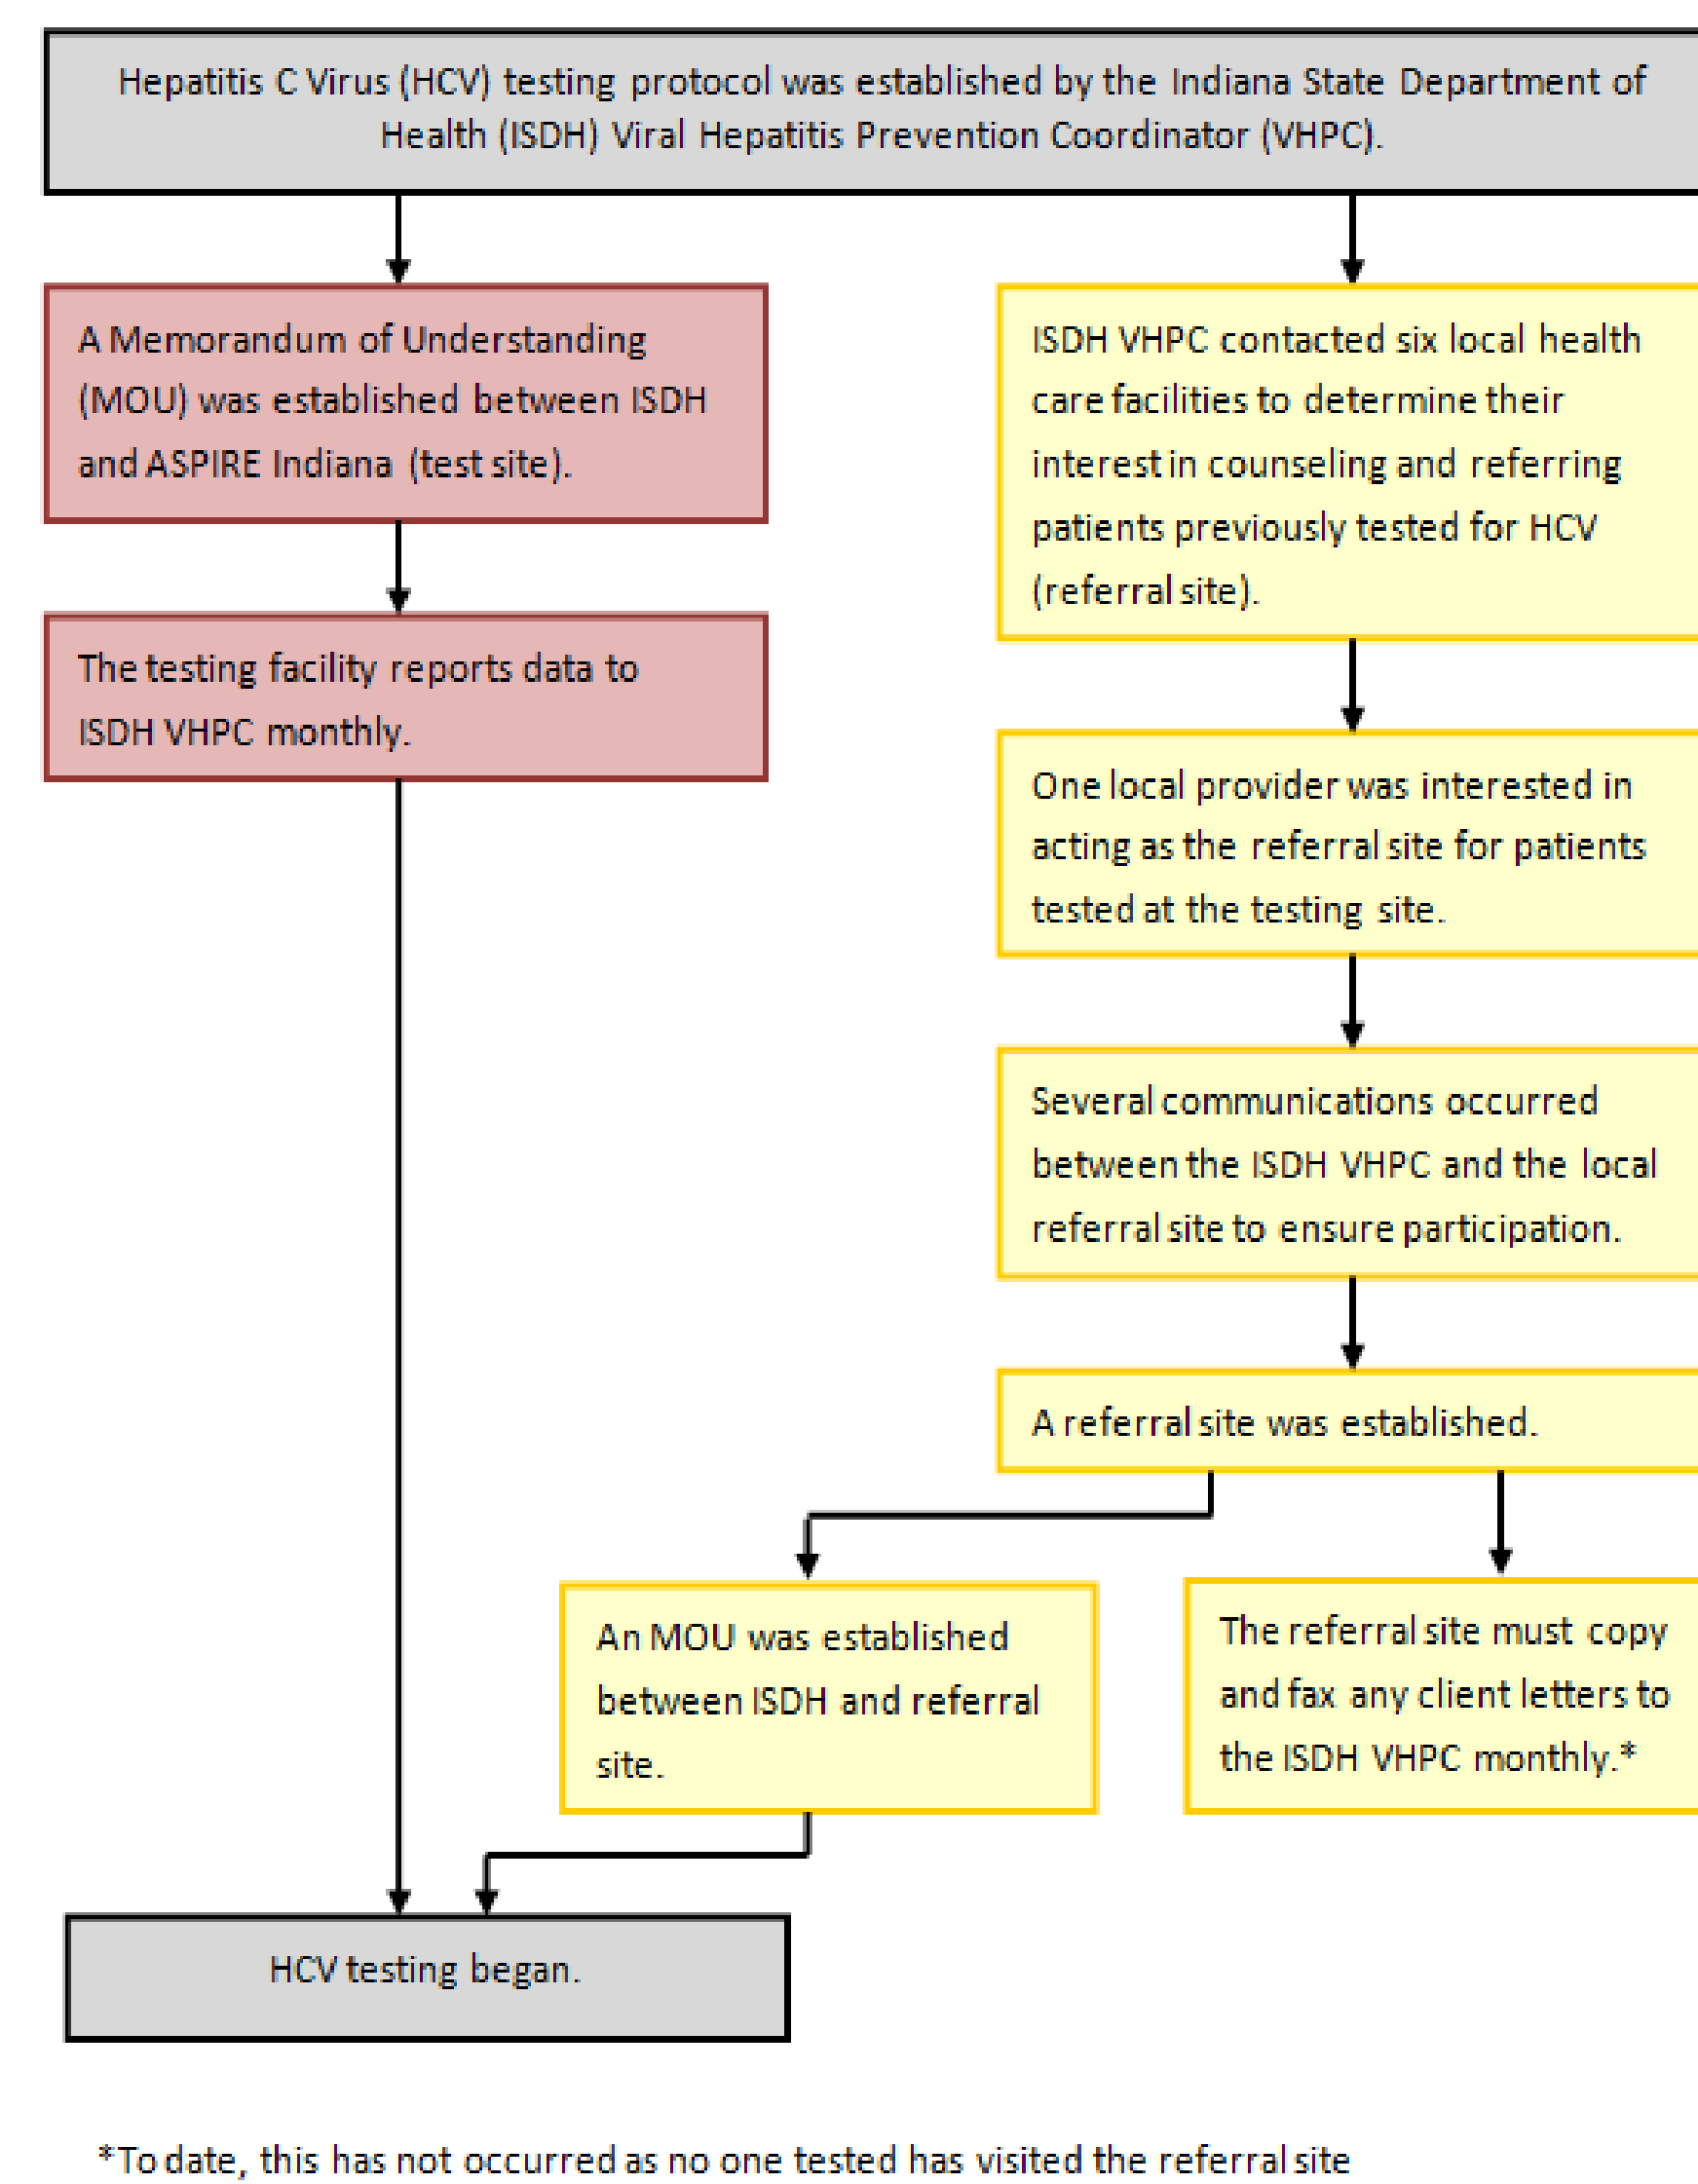 Hepatitis C Virus (HCV) testing protocol was established by the Indiana State Department of
Health (ISDH) Viral Hepatitis Prevention Coordinator (VHPC).
A Memorandum of Understanding
(MOU) was established between ISDH
and ASPIRE Indiana (test site).
The testing facility reports data to
ISDH VHPC monthly.
ISDH VHPC contacted six local health
care facilities to determine their
interest in counseling and referring
patients previously tested for HCV
(referral site).
One local provider was interested in
acting as the referral site for patients
tested at the testing site.
Several communications occurred
between the ISDH VHPC and the local
referral site to ensure participation.
A referral site was established.
An MOU was established
between ISDH and referral
site.
The referral site must copy
and fax any client letters to
the ISDH VHPC monthly.*
HCV testing began.
*To date, this has not occurred as no one tested has visited the referral site